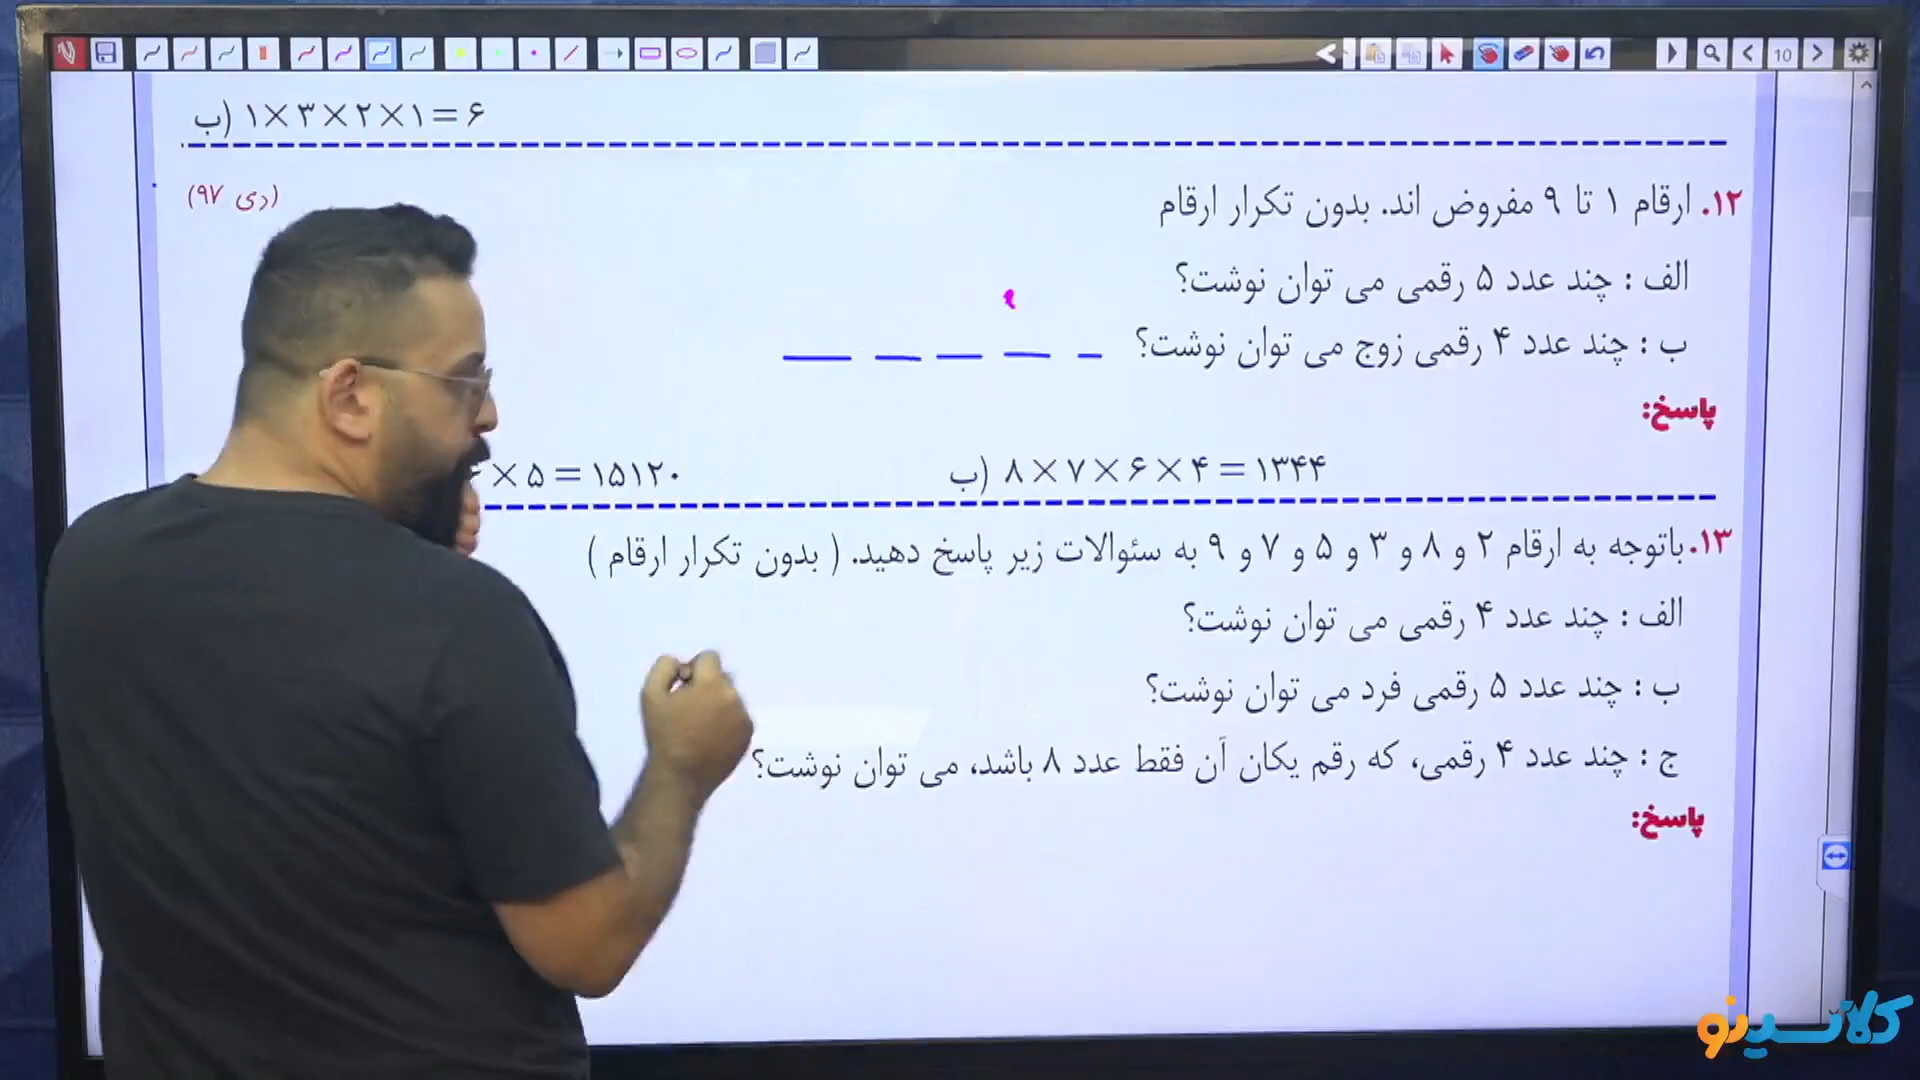 10
ب) ۱×۳×۲×۱=۶
۱۲. ارقام ۱ تا ۹ مفروض اند. بدون تکرار ارقام
(دی ۹۷)
الف : چند عدد ۵ رقمی می توان نوشت؟
ب : چند عدد ۴ رقمی زوج می توان نوشت؟
پاسخ:
×۵=۱۵۱۲۰
ب) ۸×۷×۶×۴=۱۳۴۴
۱۳. باتوجه به ارقام ۲ و ۸ و ۳ و ۵ و ۷ و ۹ به سئوالات زیر پاسخ دهید. ( بدون تکرار ارقام )
الف : چند عدد ۴ رقمی می توان نوشت؟
ب : چند عدد ۵ رقمی فرد می توان نوشت؟
ج : چند عدد ۴ رقمی، که رقم یکان آن فقط عدد ۸ باشد، می توان نوشت؟
پاسخ:
کلاسینو